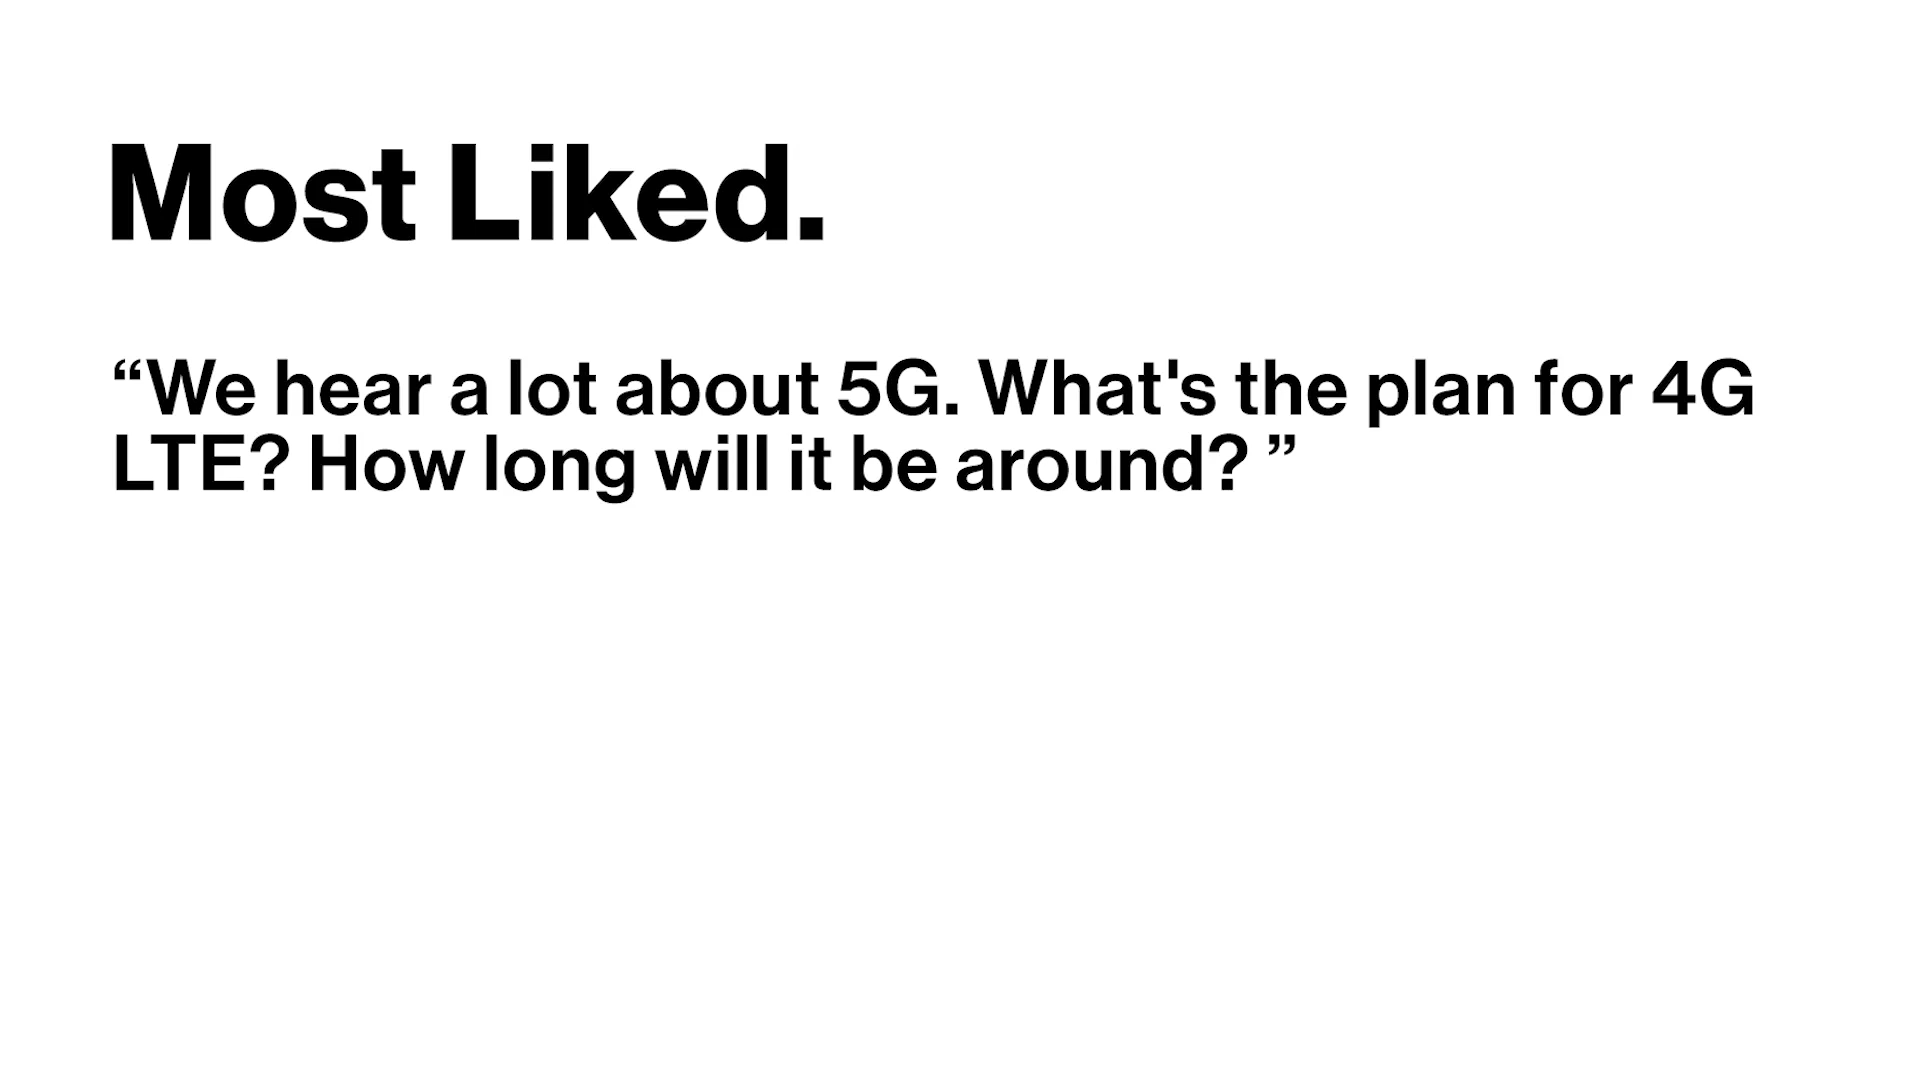 Most Liked.
“We hear a lot about 5G. What's the plan for 4G
LTE? How long will it be around? ”